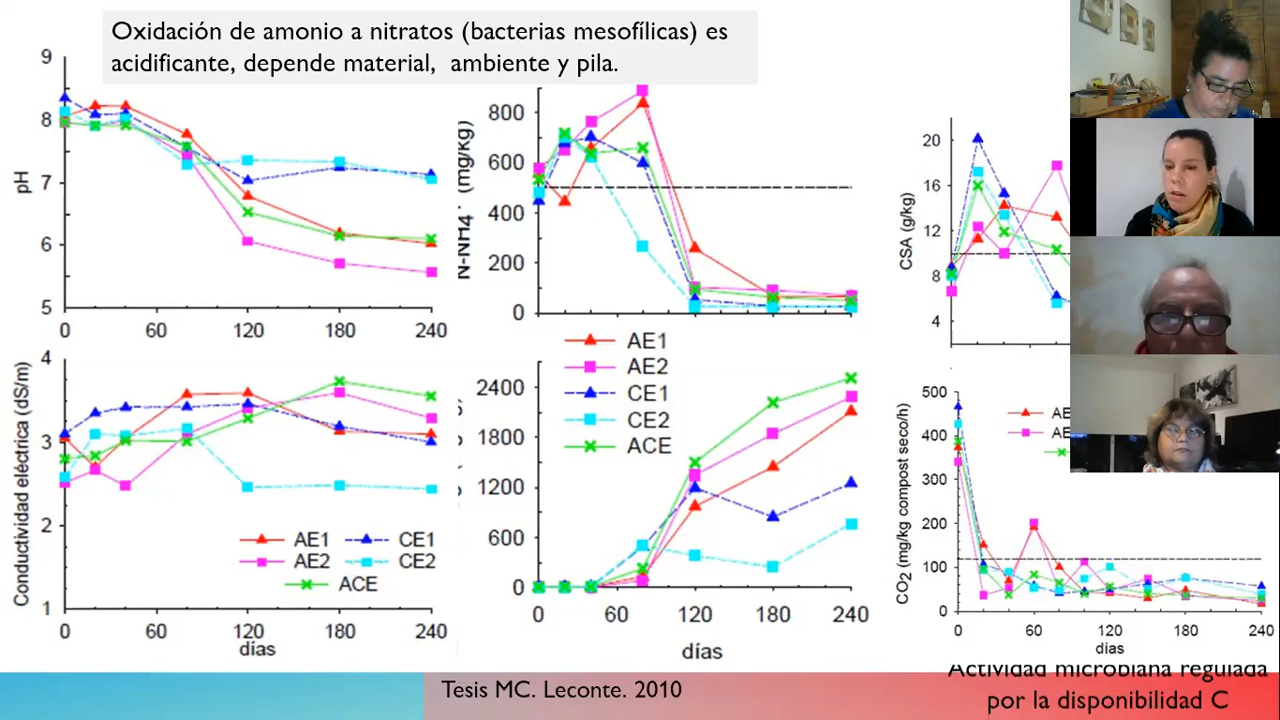 Oxidación de amonio a nitratos (bacterias mesofílicas) es
acidificante, depende material, ambiente y pila.
9
8
7
6
5
pH
0 60 120 180 240
800
600
400
200
0
N-NH4 (mg/kg)
20
16
12
8
4
CSA (g/kg)
AE1
AE2
CE1
CE2
ACE
4
3
2
1
Conductividad eléctrica (dS/m)
AE1 CE1
AE2 CE2
ACE
0 60 120 180 240
días
2400
1800
1200
600
0
0 60 120 180 240
días
500
400
300
200
100
0
CO2 (mg/kg compost seco/h)
AE
AE
0 60 120 180 240
días
Actividad microbiana regulada
por la disponibilidad C
Tesis MC. Leconte. 2010